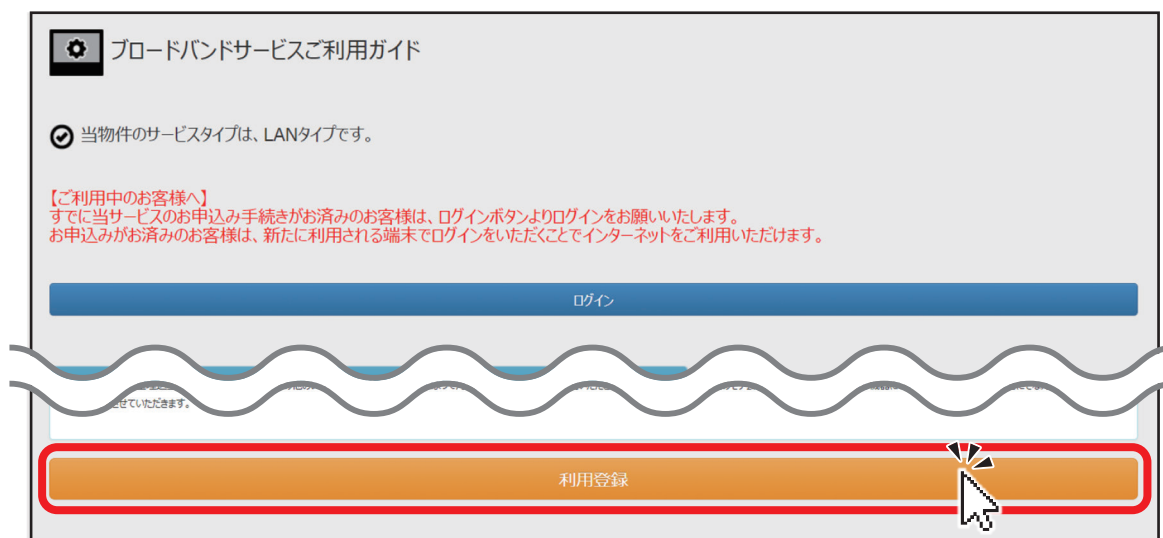 ブロードバンドサービスご利用ガイド
当物件のサービスタイプは、LANタイプです。
【ご利用中のお客様へ】
すでに当サービスのお申込み手続きがお済みのお客様は、ログインボタンよりログインをお願いいたします。
お申込みがお済みのお客様は、新たに利用される端末でログインをいただくことでインターネットをご利用いただけます。
ログイン
せていただきます。
利用登録